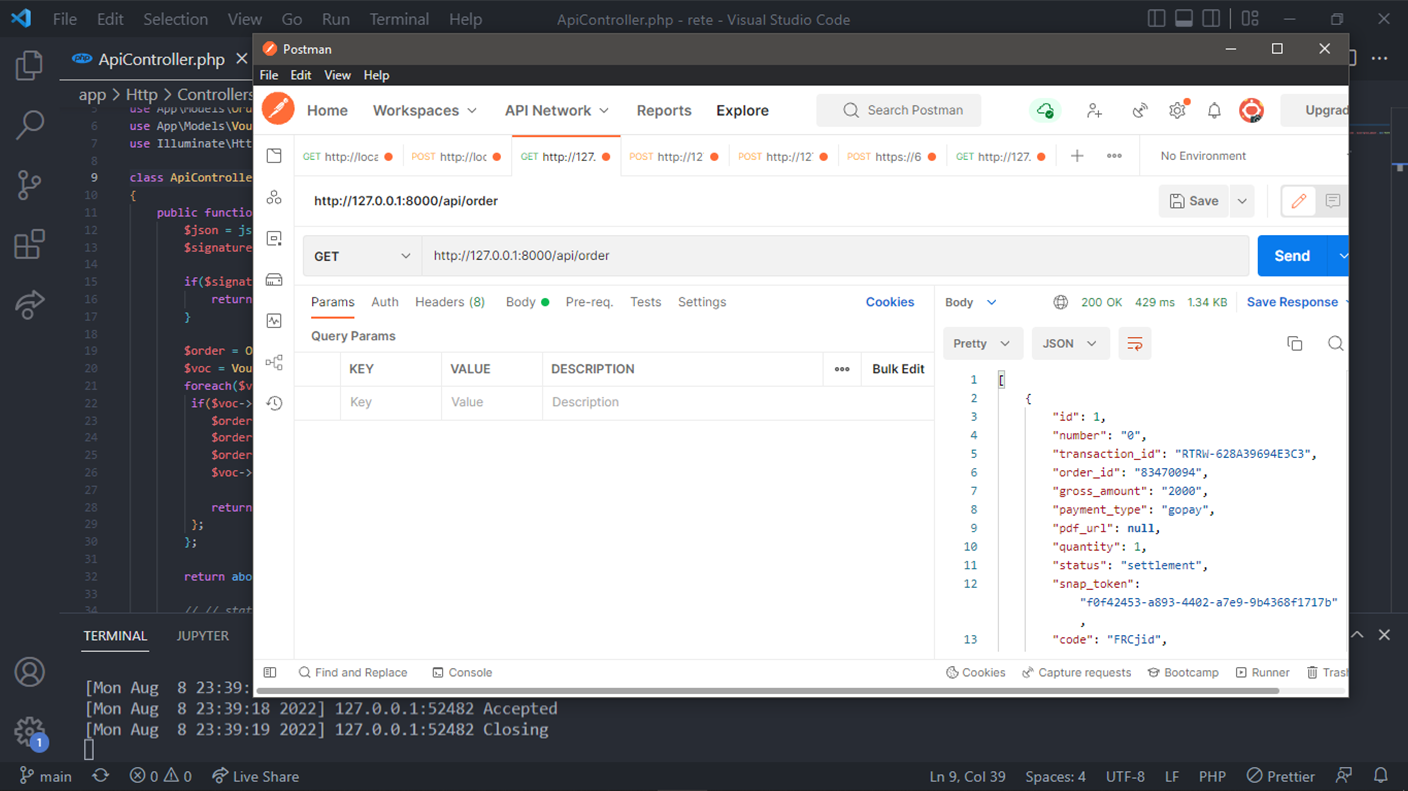 File Edit Selection View Go Run Terminal Help ApiController.php - rete - Visual Studio Code
php ApiController.php
app > Http > Controllers
5 use App\Models\Ord
6 use App\Models\Vou
7 use Illuminate\Htt
8
9 class ApiControlle
10 {
11 public function
12 $json = js
13 $signature
14
15 if($signat
16 return
17 }
18
19 $order = O
20 $voc = Vou
21 foreach($v
22 if($voc->
23 $order
24 $order
25 $order
26 $voc->
27
28 return
29 };
30 };
31
32 return abo
33
34 // // stat
Postman
File Edit View Help
Home Workspaces API Network Reports Explore Search Postman Upgrad
GET http://loca POST http://loc GET http://127. POST http://12 POST http://12 POST https://6 GET http://127. No Environment
http://127.0.0.1:8000/api/order Save
GET http://127.0.0.1:8000/api/order Send
Params Auth Headers (8) Body Pre-req. Tests Settings Cookies
Query Params
KEY VALUE DESCRIPTION Bulk Edit
Key Value Description
Body 200 OK 429 ms 1.34 KB Save Response
Pretty JSON
1 [
2 {
3 "id": 1,
4 "number": "0",
5 "transaction_id": "RTRW-628A39694E3C3",
6 "order_id": "83470094",
7 "gross_amount": "2000",
8 "payment_type": "gopay",
9 "pdf_url": null,
10 "quantity": 1,
11 "status": "settlement",
12 "snap_token":
"f0f42453-a893-4402-a7e9-9b4368f1717b"
,
13 "code": "FRCjid",
Find and Replace Console Cookies Capture requests Bootcamp Runner Trash
TERMINAL JUPYTER
[Mon Aug 8 23:39:
[Mon Aug 8 23:39:18 2022] 127.0.0.1:52482 Accepted
[Mon Aug 8 23:39:19 2022] 127.0.0.1:52482 Closing
1
main 0 0 Live Share Ln 9, Col 39 Spaces: 4 UTF-8 LF PHP Prettier